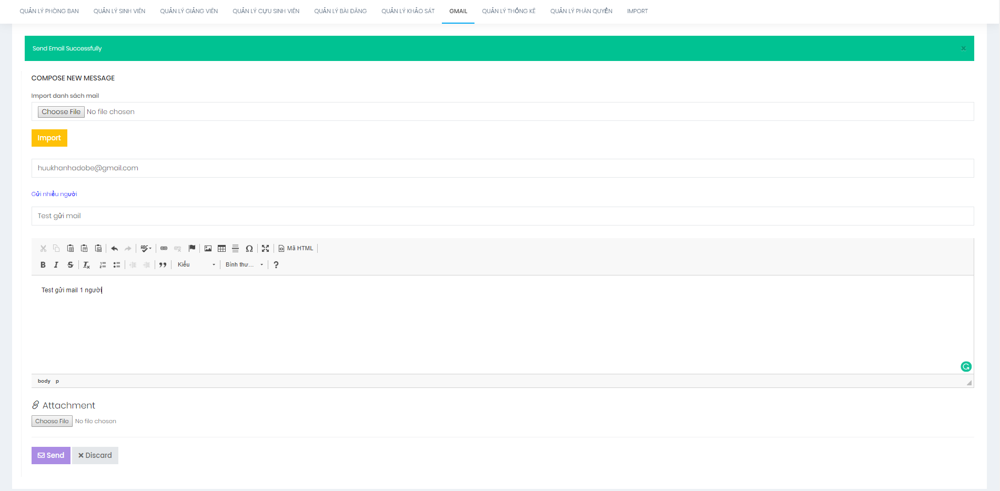 QUẢN LÝ PHÒNG BAN QUẢN LÝ SINH VIÊN QUẢN LÝ GIẢNG VIÊN QUẢN LÝ CỰU SINH VIÊN QUẢN LÝ BÀI ĐĂNG QUẢN LÝ KHẢO SÁT GMAIL QUẢN LÝ THỐNG KÊ QUẢN LÝ PHÂN QUYỀN IMPORT
Send Email Successfully ×
COMPOSE NEW MESSAGE
Import danh sách mail
Choose File No file chosen
Import
huukhanhadobe@gmail.com
Gửi nhiều người
Test gửi mail
ABC Ω Mã HTML
B I S Ix Kiểu Bình thư... ?
Test gửi mail 1 người
body p
Attachment
Choose File No file chosen
Send Discard